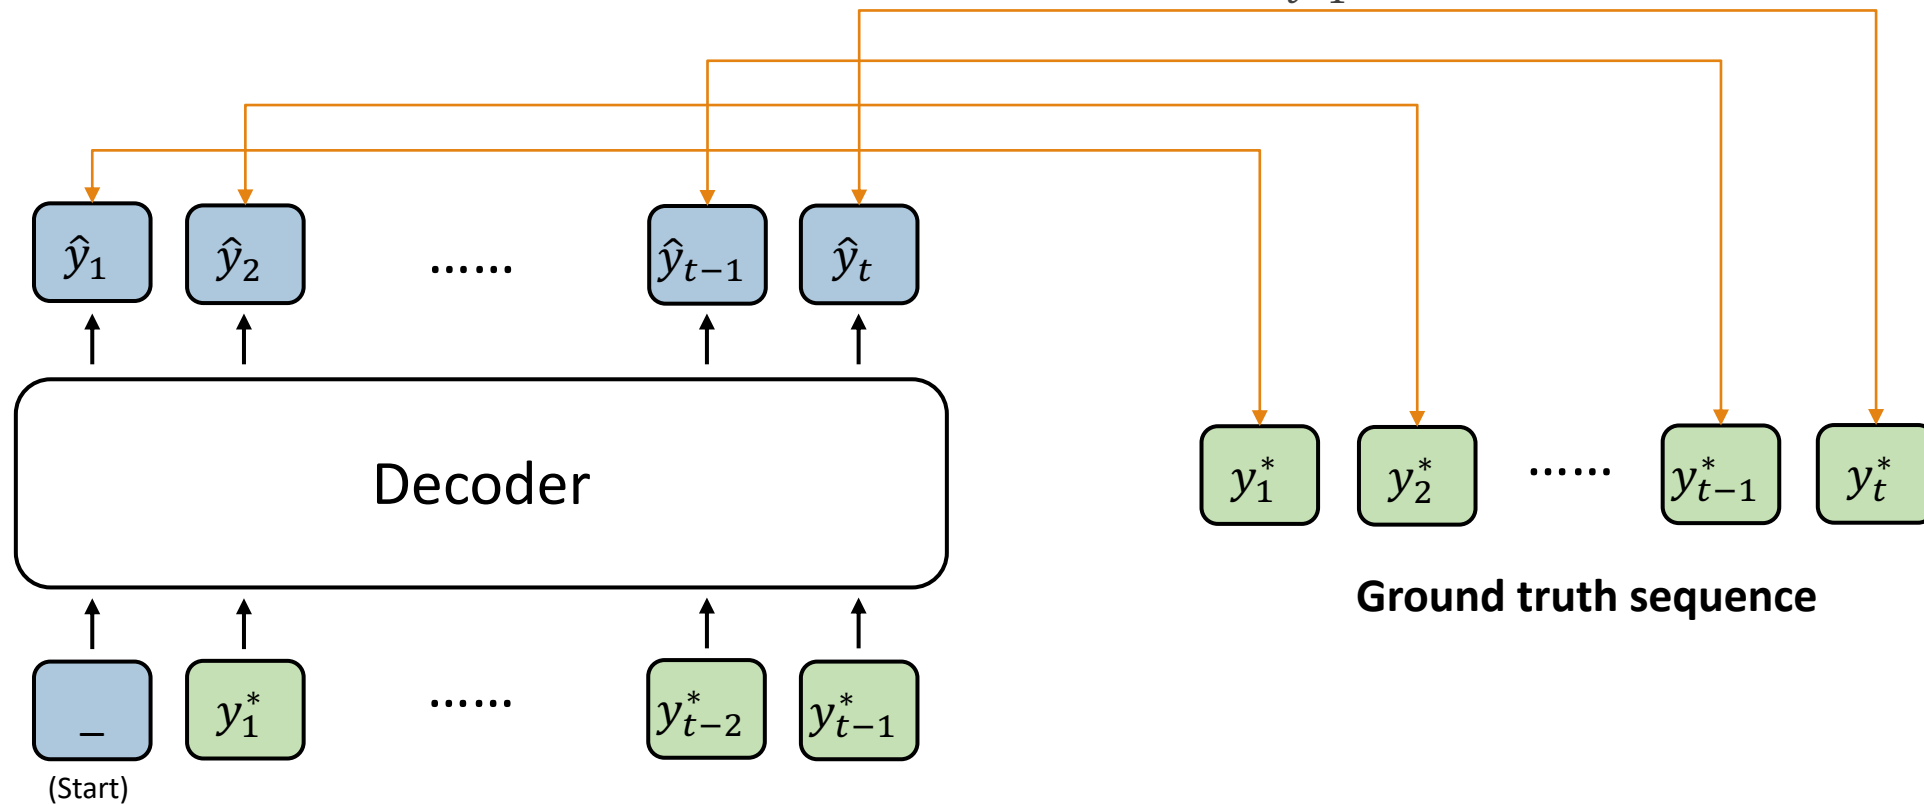 ŷ₁ ŷ₂ …… ŷₜ₋₁ ŷₜ
Decoder
y₁* y₂* …… yₜ₋₁* yₜ*
Ground truth sequence
_ y₁* …… yₜ₋₂* yₜ₋₁*
(Start)